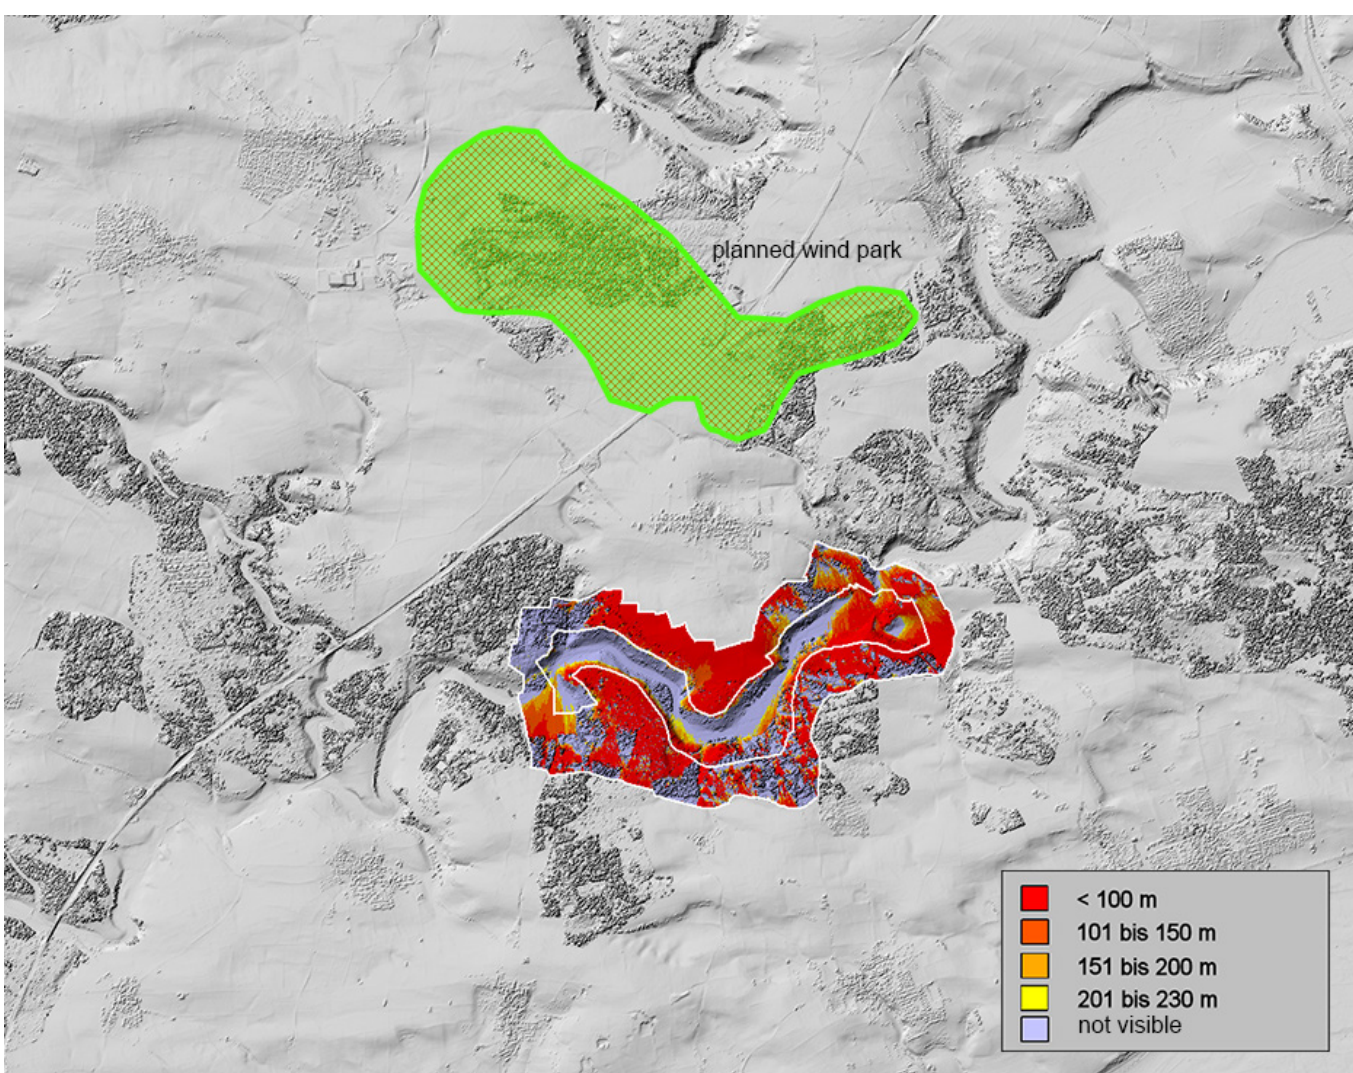 planned wind park
< 100 m
101 bis 150 m
151 bis 200 m
201 bis 230 m
not visible